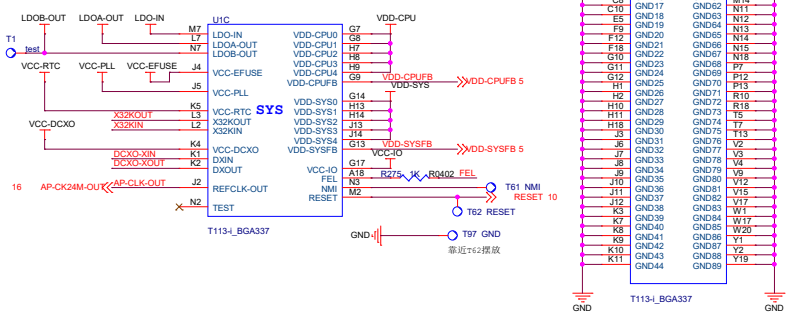 LDOB-OUT LDOA-OUT LDO-IN
U1C
VDD-CPU
T1
test
M7 LDO-IN
L7 LDOA-OUT
N7 LDOB-OUT
VDD-CPU0 G7
VDD-CPU1 G8
VDD-CPU2 H7
VDD-CPU3 H8
VDD-CPU4 H9
VDD-CPUFB G9 VDD-CPUFB VDD-CPUFB 5
VCC-RTC VCC-PLL VCC-EFUSE
J4 VCC-EFUSE
J5 VCC-PLL
VDD-SYS
SYS
K5 VCC-RTC
X32KOUT L3 X32KOUT
X32KIN L2 X32KIN
VDD-SYS0 G14
VDD-SYS1 H13
VDD-SYS2 H14
VDD-SYS3 J13
VDD-SYS4 J14
VDD-SYSFB G13 VDD-SYSFB VDD-SYSFB 5
VCC-DCXO
K4 VCC-DCXO
DCXO-XIN K1 DXIN
DCXO-XOUT K2 DXOUT
VCC-IO
VCC-IO G17
FEL A18 R275 1K R0402 FEL
NMI N3 T61 NMI
RESET M2 RESET 10
16 AP-CK24M-OUT AP-CLK-OUT J2 REFCLK-OUT
T62 RESET
N2 TEST
T113-i_BGA337
GND T97 GND
靠近T62摆放
C10 GND17 GND62 N11
E5 GND18 GND63 N12
F9 GND19 GND64 N13
F12 GND20 GND65 N14
F18 GND21 GND66 N15
G10 GND22 GND67 N18
G11 GND23 GND68 P7
G12 GND24 GND69 P12
H1 GND25 GND70 P13
H2 GND26 GND71 R10
H10 GND27 GND72 R18
H11 GND28 GND73 T5
H18 GND29 GND74 T7
J3 GND30 GND75 T13
J6 GND31 GND76 V2
J7 GND32 GND77 V3
J8 GND33 GND78 V4
J9 GND34 GND79 V9
J10 GND35 GND80 V12
J11 GND36 GND81 V15
J12 GND37 GND82 V17
K3 GND38 GND83 W1
K7 GND39 GND84 W17
K8 GND40 GND85 W20
K9 GND41 GND86 Y1
K10 GND42 GND87 Y2
K11 GND43 GND88 Y19
GND44 GND89
T113-i_BGA337
GND GND